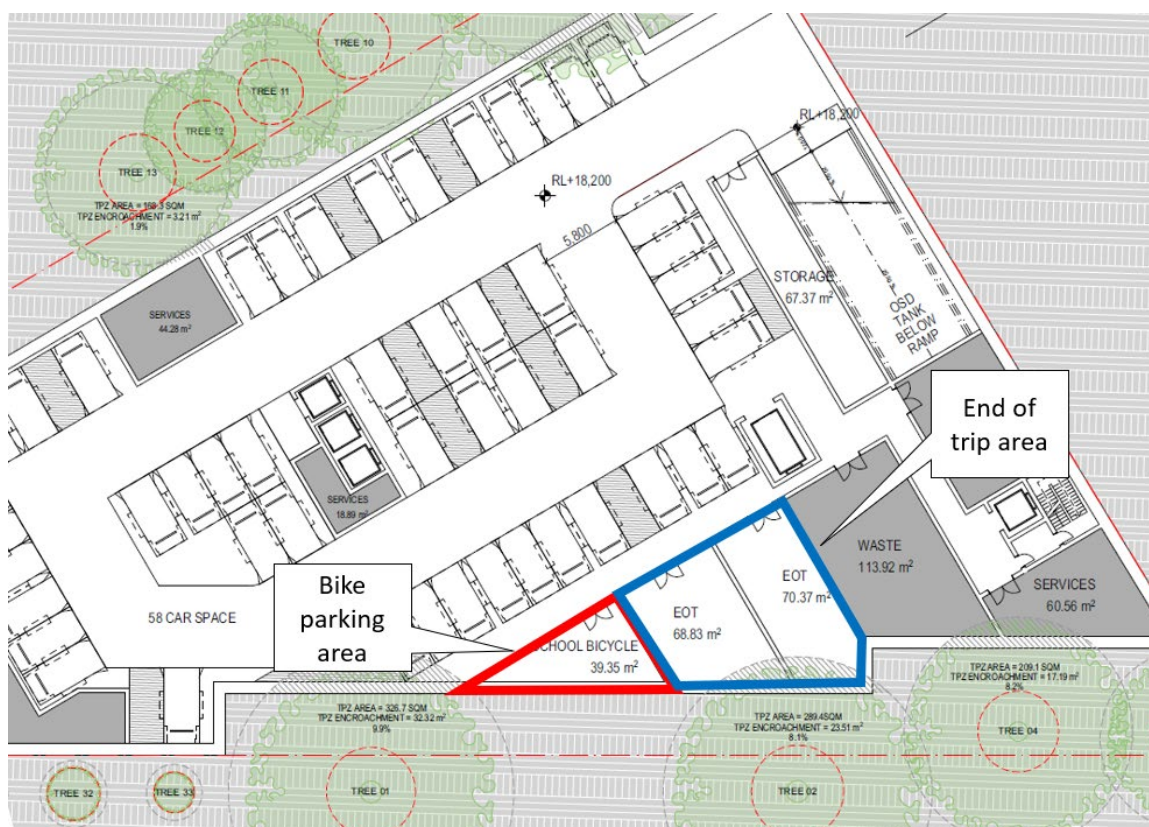 TREE 10
TREE 11
TREE 12
TREE 13
TPZ AREA = 168.3 SQM
TPZ ENCROACHMENT = 3.21 m²
1.9%
RL+18,200
RL+18,200
5,800
SERVICES
44.28 m²
STORAGE
67.37 m²
OSD
TANK
BELOW
RAMP
End of
trip area
SERVICES
18.89 m²
WASTE
113.92 m²
EOT
70.37 m²
SERVICES
60.56 m²
Bike
parking
area
58 CAR SPACE
EOT
68.83 m²
SCHOOL BICYCLE
39.35 m²
TPZ AREA = 326.7 SQM
TPZ ENCROACHMENT = 32.32 m²
9.9%
TPZ AREA = 289.4SQM
TPZ ENCROACHMENT = 23.51 m²
8.1%
TPZ AREA = 209.1 SQM
TPZ ENCROACHMENT = 17.19 m²
8.2%
TREE 04
TREE 32
TREE 33
TREE 01
TREE 02